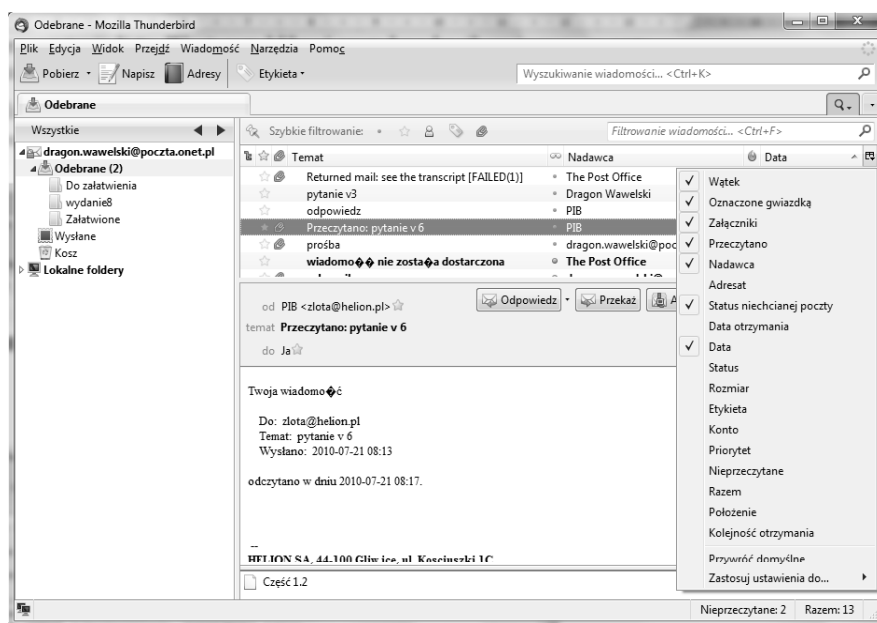 Odebrane - Mozilla Thunderbird
Plik Edycja Widok Przejdź Wiadomość Narzędzia Pomoc
Pobierz Napisz Adresy Etykieta Wyszukiwanie wiadomości... <Ctrl+K>
Odebrane
Wszystkie
dragon.wawelski@poczta.onet.pl
Odebrane (2)
Do załatwienia
wydanie8
Załatwione
Wysłane
Kosz
Lokalne foldery
Szybkie filtrowanie: Filtrowanie wiadomości... <Ctrl+F>
Temat Nadawca Data
Returned mail: see the transcript [FAILED(1)] The Post Office
pytanie v3 Dragon Wawelski
odpowiedz PIB
Przeczytano: pytanie v 6 PIB
prośba dragon.wawelski@poc
wiadomo�� nie zosta�a dostarczona The Post Office
od PIB <zlota@helion.pl> Odpowiedz Przekaż A
temat Przeczytano: pytanie v 6
do Ja
Twoja wiadomo�ć
Do: zlota@helion.pl
Temat: pytanie v 6
Wysłano: 2010-07-21 08:13
odczytano w dniu 2010-07-21 08:17.
--
HELION SA, 44-100 Gliwice, ul. Kosciuszki 1C
Część 1.2
Wątek
Oznaczone gwiazdką
Załączniki
Przeczytano
Nadawca
Adresat
Status niechcianej poczty
Data otrzymania
Data
Status
Rozmiar
Etykieta
Konto
Priorytet
Nieprzeczytane
Razem
Położenie
Kolejność otrzymania
Przywróć domyślne
Zastosuj ustawienia do...
Nieprzeczytane: 2 Razem: 13